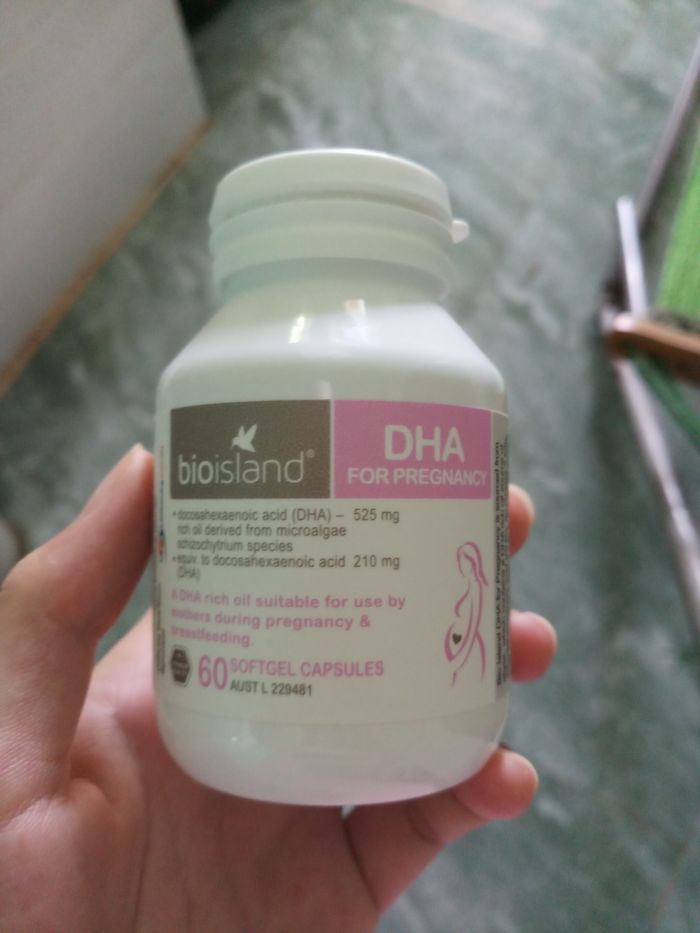 bioisland®
DHA
FOR PREGNANCY
• docosahexaenoic acid (DHA) – 525 mg
rich oil derived from microalgae
schizochytrium species
• equiv. to docosahexaenoic acid 210 mg
(DHA)
A DHA rich oil suitable for use by
mothers during pregnancy &
breastfeeding.
60 SOFTGEL CAPSULES
AUST L 229481